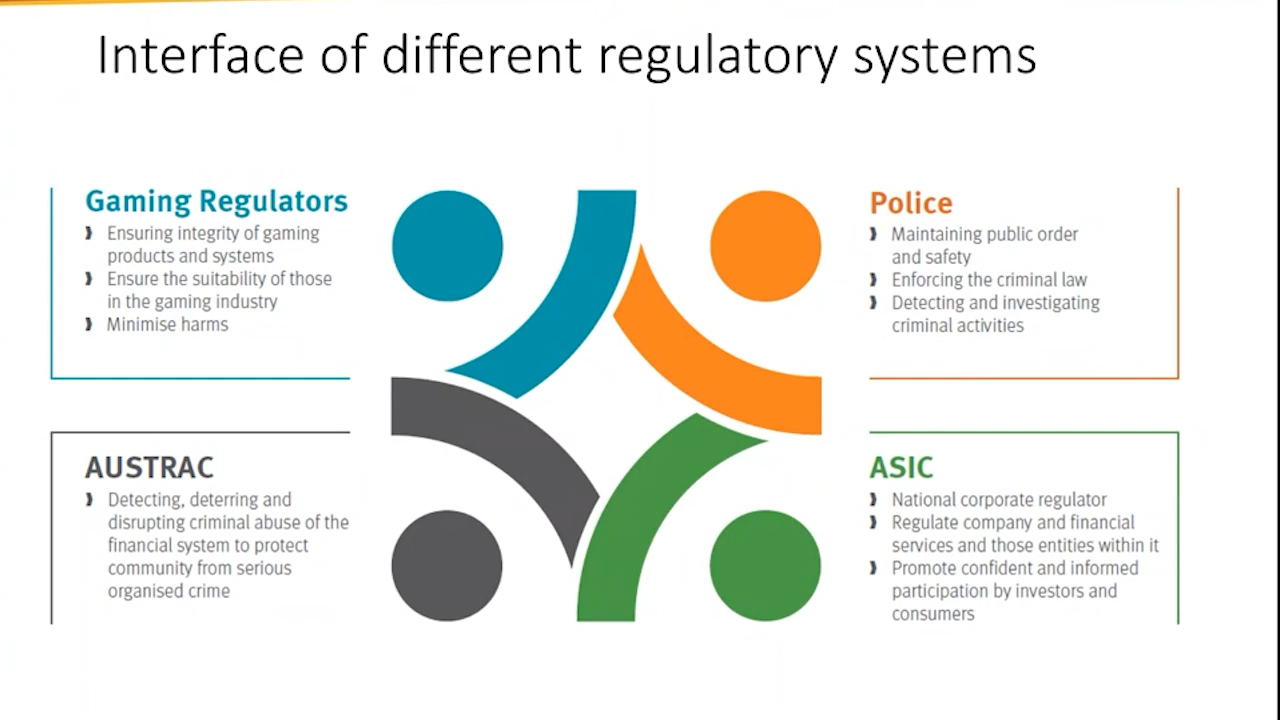 Interface of different regulatory systems
Gaming Regulators
Ensuring integrity of gaming
products and systems
Ensure the suitability of those
in the gaming industry
Minimise harms
Police
Maintaining public order
and safety
Enforcing the criminal law
Detecting and investigating
criminal activities
AUSTRAC
Detecting, deterring and
disrupting criminal abuse of the
financial system to protect
community from serious
organised crime
ASIC
National corporate regulator
Regulate company and financial
services and those entities within it
Promote confident and informed
participation by investors and
consumers